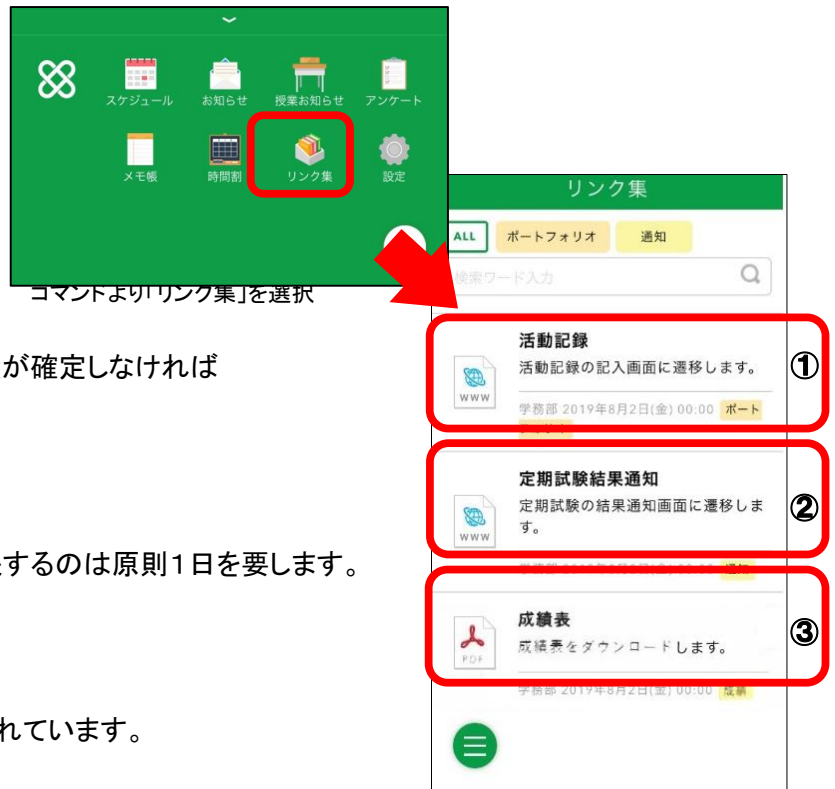 スケジュール
お知らせ
授業お知らせ
アンケート
メモ帳
時間割
リンク集
設定
コマンドより「リンク集」を選択
が確定しなければ
するのは原則１日を要します。
れています。
リンク集
ALL
ポートフォリオ
通知
検索ワード入力
活動記録
活動記録の記入画面に遷移します。
学務部 2019年8月2日(金) 00:00 ポート
①
定期試験結果通知
定期試験の結果通知画面に遷移しま
す。
②
WWW
WWW
成績表
成績表をダウンロードします。
PDF
学務部 2019年8月2日(金) 00:00 成績
③